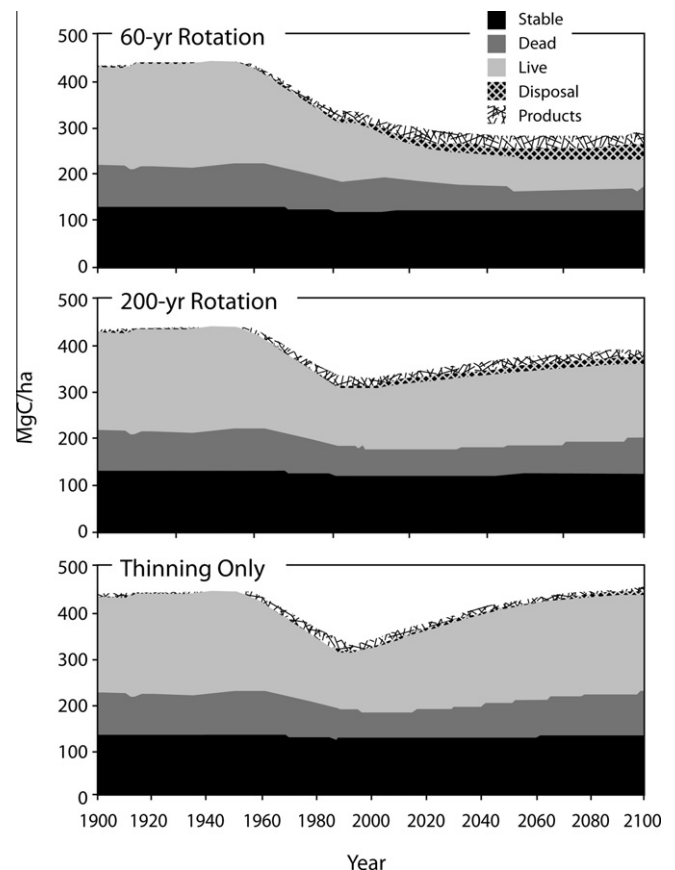 500
400
300
200
100
0
60-yr Rotation
Stable
Dead
Live
Disposal
Products
500
400
300
200
100
0
200-yr Rotation
MgC/ha
500
400
300
200
100
0
Thinning Only
1900 1920 1940 1960 1980 2000 2020 2040 2060 2080 2100
Year